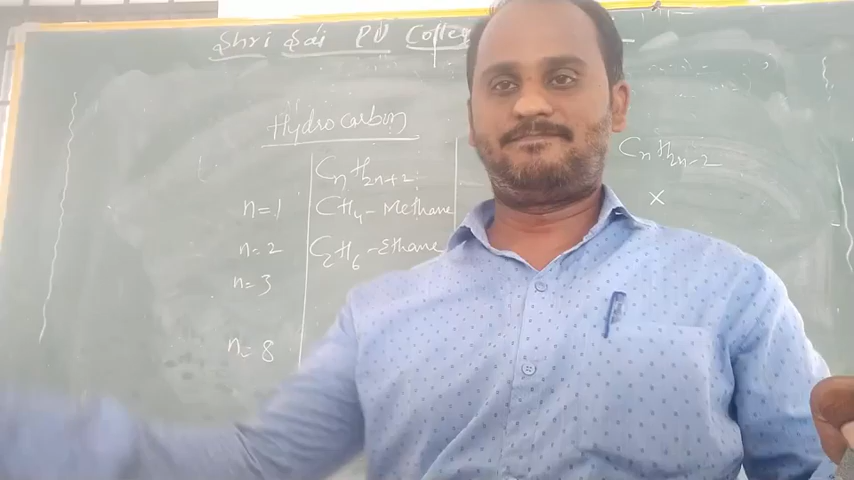 Shri Sai PU College
Hydrocarbon
CnH2n+2
CnH2n-2
n=1 CH4 - Methane
×
n=2 C2H6 - Ethane
n=3
n=8